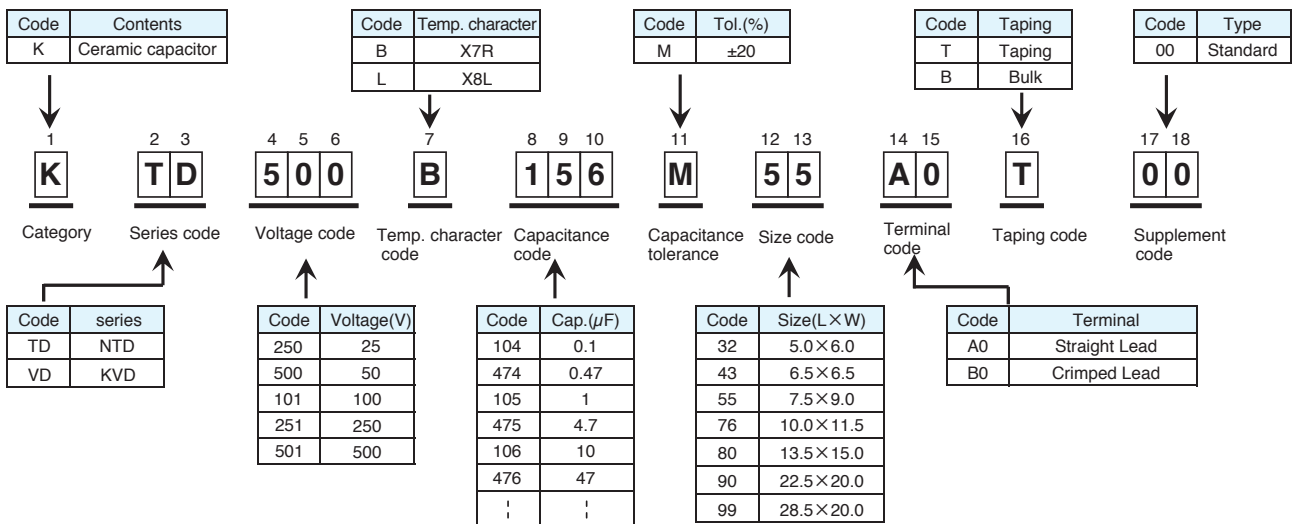 Code Contents
K Ceramic capacitor
Code Temp. character
B X7R
L X8L
Code Tol.(%)
M ±20
Code Taping
T Taping
B Bulk
Code Type
00 Standard
1 2 3 4 5 6 7 8 9 10 11 12 13 14 15 16 17 18
K T D 5 0 0 B 1 5 6 M 5 5 A 0 T 0 0
Category
Series code
Voltage code
Temp. character
code
Capacitance
code
Capacitance
tolerance
Size code
Terminal
code
Taping code
Supplement
code
Code series
TD NTD
VD KVD
Code Voltage(V)
250 25
500 50
101 100
251 250
501 500
Code Cap.(μF)
104 0.1
474 0.47
105 1
475 4.7
106 10
476 47
Code Size(L×W)
32 5.0×6.0
43 6.5×6.5
55 7.5×9.0
76 10.0×11.5
80 13.5×15.0
90 22.5×20.0
99 28.5×20.0
Code Terminal
A0 Straight Lead
B0 Crimped Lead